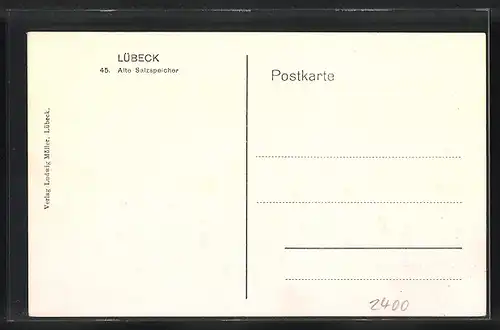 LÜBECK
45. Alte Salzspeicher
Postkarte
Verlag Ludwig Möller, Lübeck.
2400